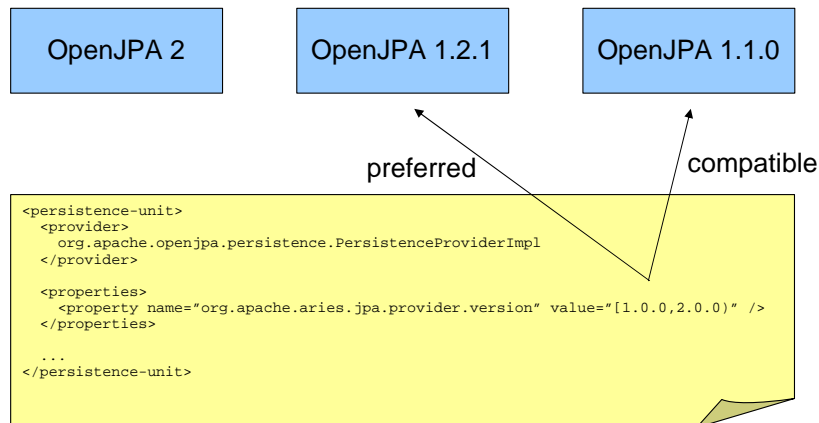 OpenJPA 2
OpenJPA 1.2.1
OpenJPA 1.1.0
preferred
compatible
<persistence-unit>
  <provider>
    org.apache.openjpa.persistence.PersistenceProviderImpl
  </provider>
  <properties>
    <property name="org.apache.aries.jpa.provider.version" value="[1.0.0,2.0.0)" />
  </properties>
  ...
</persistence-unit>